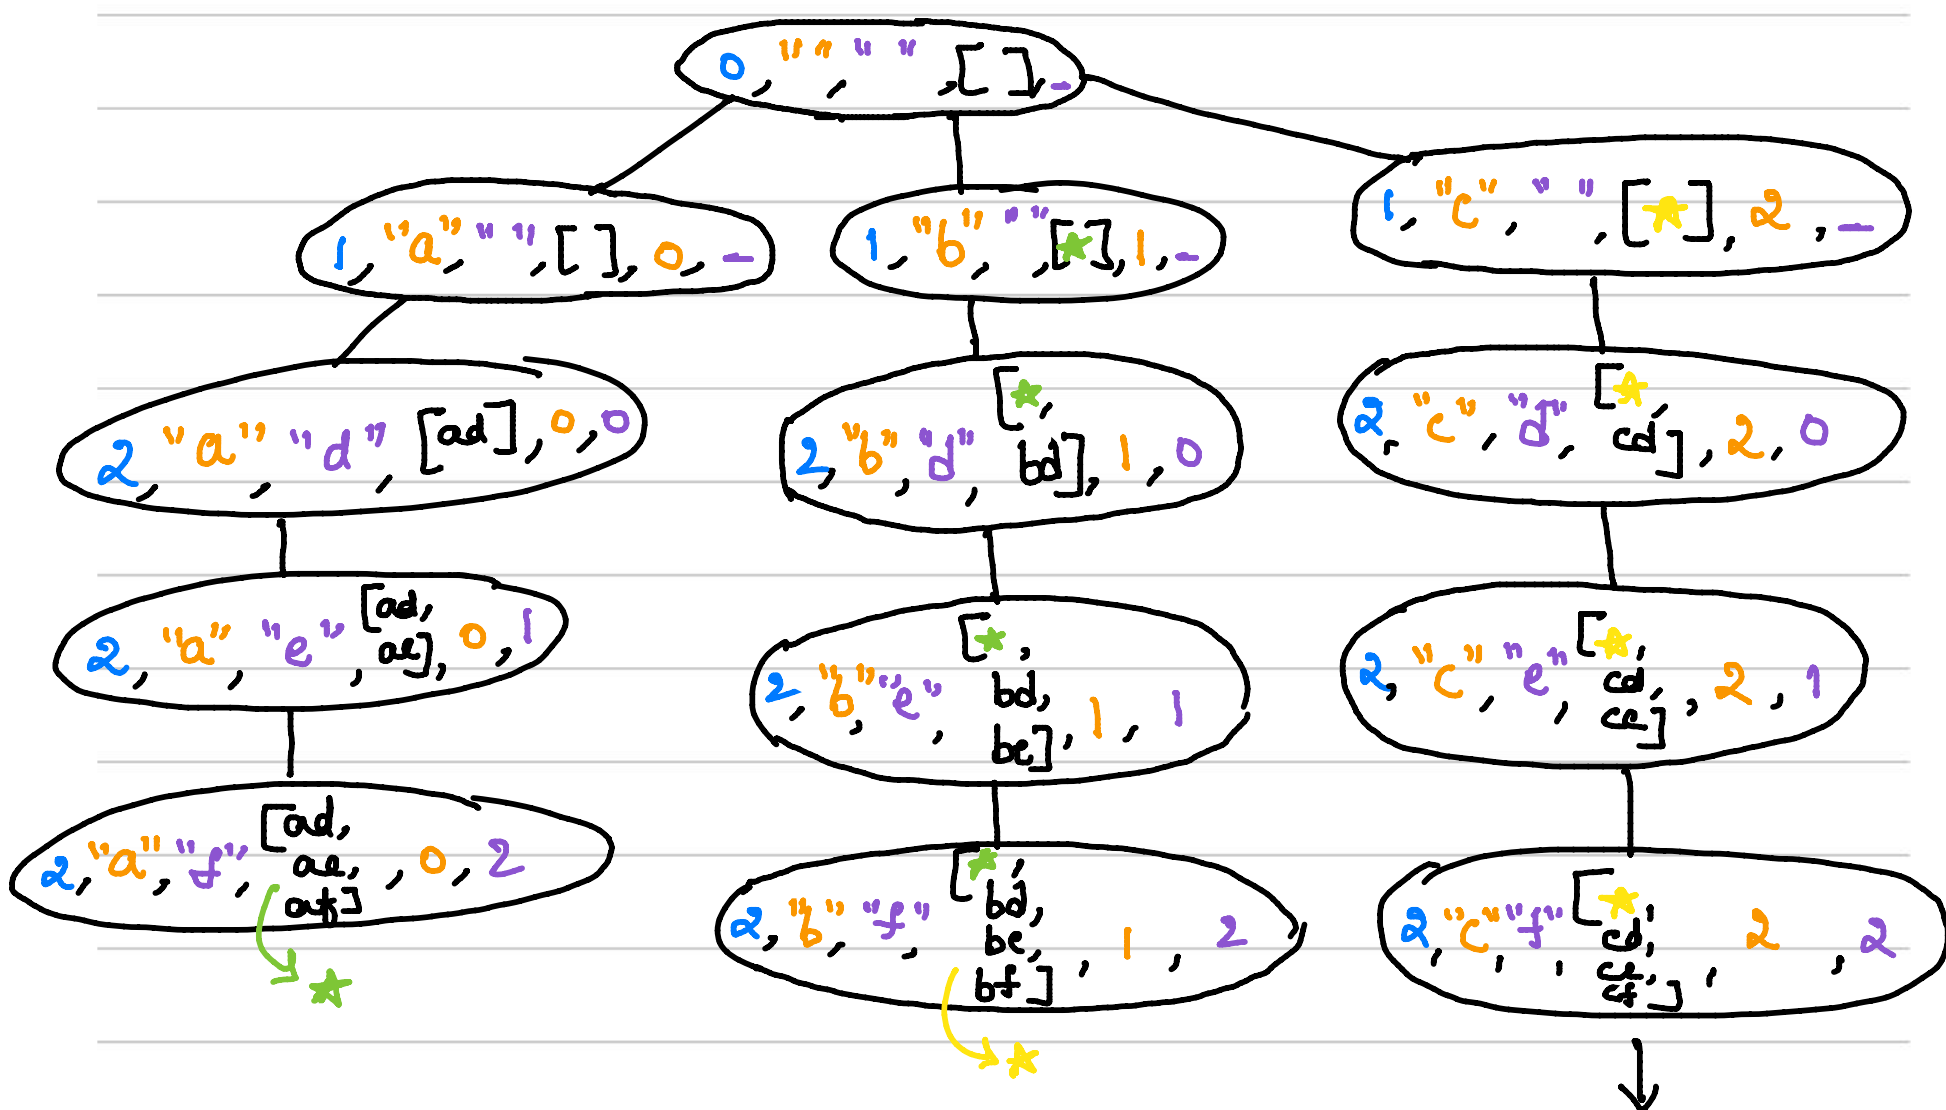 0, "", "", [ ], –
1, "a", "", [ ], 0, –
1, "b", "", [★], 1, –
1, "c", "", [★], 2, –
2, "a", "d", [ad], 0, 0
2, "b", "d", [★, bd], 1, 0
2, "c", "d", [★, cd], 2, 0
2, "a", "e", [ad, ae], 0, 1
2, "b", "e", [★, bd, be], 1, 1
2, "c", "e", [★, cd, ce], 2, 1
2, "a", "f", [ad, ae, af], 0, 2
2, "b", "f", [★, bd, be, bf], 1, 2
2, "c", "f", [★, cd, ce, cf], 2, 2